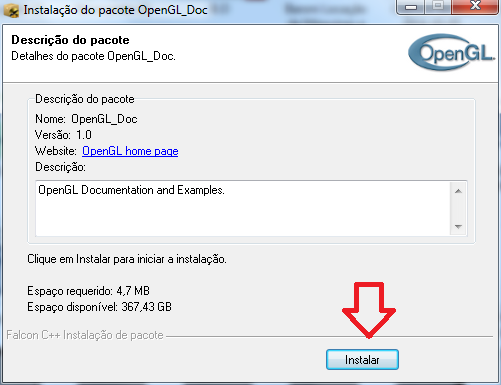 Instalação do pacote OpenGL_Doc
Descrição do pacote
Detalhes do pacote OpenGL_Doc.
OpenGL.
Descrição do pacote
Nome: OpenGL_Doc
Versão: 1.0
Website: OpenGL home page
Descrição:
OpenGL Documentation and Examples.
Clique em Instalar para iniciar a instalação.
Espaço requerido: 4,7 MB
Espaço disponível: 367,43 GB
Falcon C++ Instalação de pacote
Instalar